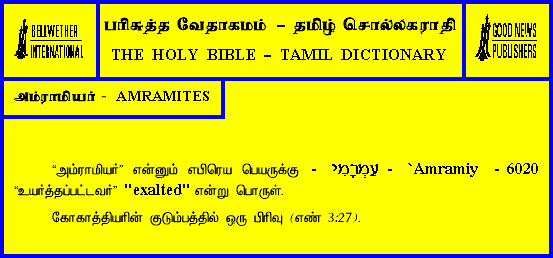 BELLWETHER
INTERNATIONAL
பரிசுத்த வேதாகமம் – தமிழ் சொல்லகராதி
THE HOLY BIBLE – TAMIL DICTIONARY
GOOD NEWS
PUBLISHERS
அம்ராமியர் - AMRAMITES
“அம்ராமியர்” என்னும் எபிரெய பெயருக்கு - עַמְרָמִי - `Amramiy - 6020
“உயர்த்தப்பட்டவர்” "exalted" என்று பொருள்.
கோகாத்தியரின் குடும்பத்தில் ஒரு பிரிவு (எண் 3:27).